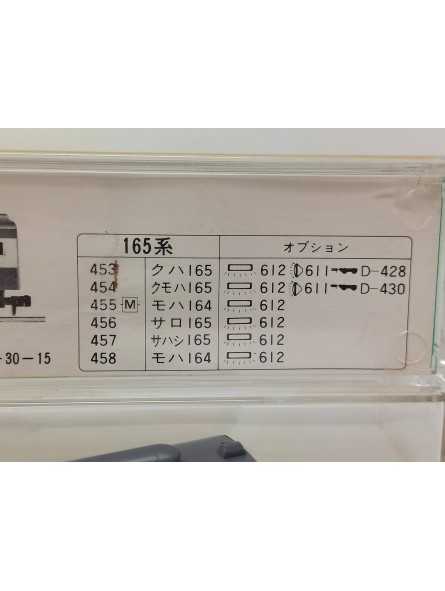 165系 オプション
453 クハ165 612 611 D-428
454 クモハ165 612 611 D-430
455 M モハ164 612
456 サロ165 612
457 サハシ165 612
458 モハ164 612
-30-15